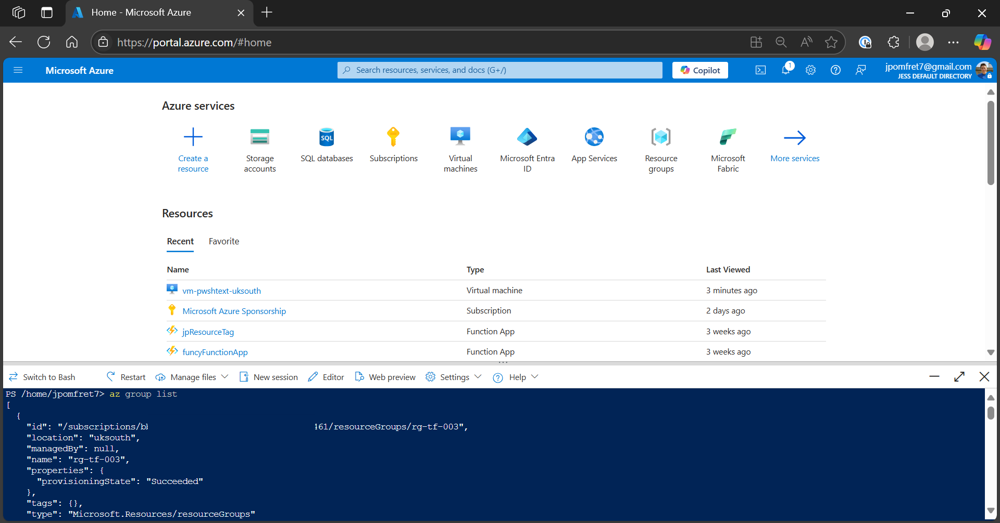 Home - Microsoft Azure
https://portal.azure.com/#home
Microsoft Azure
Search resources, services, and docs (G+/)
Copilot
1
jpomfret7@gmail.com
JESS DEFAULT DIRECTORY
Azure services
Create a resource
Storage accounts
SQL
SQL databases
Subscriptions
Virtual machines
Microsoft Entra ID
App Services
Resource groups
Microsoft Fabric
More services
Resources
Recent Favorite
Name Type Last Viewed
vm-pwshtext-uksouth Virtual machine 3 minutes ago
Microsoft Azure Sponsorship Subscription 2 days ago
jpResourceTag Function App 3 weeks ago
funcyFunctionApp Function App 3 weeks ago
Switch to Bash Restart Manage files New session Editor Web preview Settings Help
PS /home/jpomfret7> az group list
[
{
"id": "/subscriptions/b 461/resourceGroups/rg-tf-003",
"location": "uksouth",
"managedBy": null,
"name": "rg-tf-003",
"properties": {
"provisioningState": "Succeeded"
},
"tags": {},
"type": "Microsoft.Resources/resourceGroups"